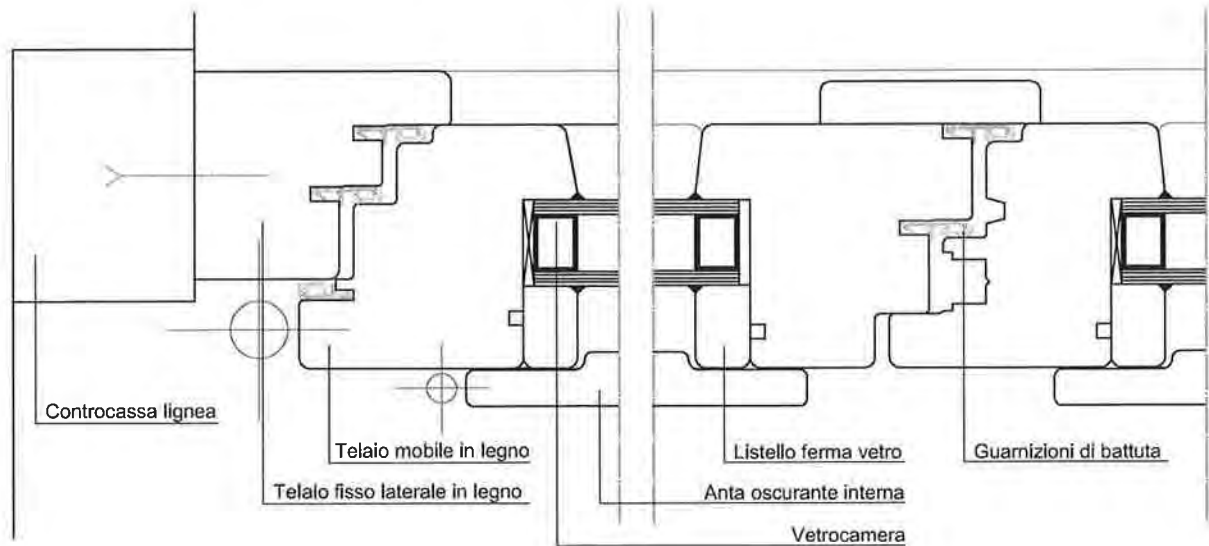 Controcassa lignea
Telaio mobile in legno
Listello ferma vetro
Guarnizioni di battuta
Telaio fisso laterale in legno
Anta oscurante interna
Vetrocamera